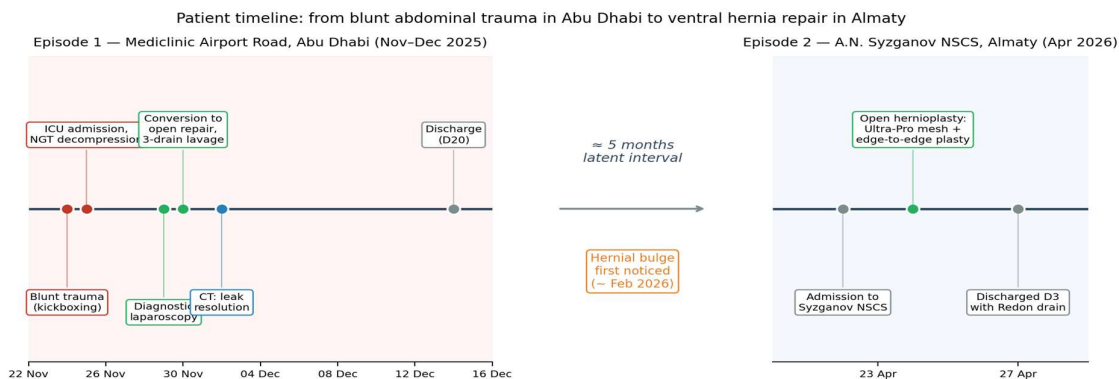 Patient timeline: from blunt abdominal trauma in Abu Dhabi to ventral hernia repair in Almaty
Episode 1 — Mediclinic Airport Road, Abu Dhabi (Nov–Dec 2025)
Episode 2 — A.N. Syzganov NSCS, Almaty (Apr 2026)
ICU admission,
NGT decompression
Conversion to
open repair,
3-drain lavage
Discharge
(D20)
Blunt trauma
(kickboxing)
Diagnostic
laparoscopy
CT: leak
resolution
22 Nov
26 Nov
30 Nov
04 Dec
08 Dec
12 Dec
16 Dec
≈ 5 months
latent interval
Hernial bulge
first noticed
(~ Feb 2026)
Open hernioplasty:
Ultra-Pro mesh +
edge-to-edge plasty
Admission to
Syzganov NSCS
Discharged D3
with Redon drain
23 Apr
27 Apr